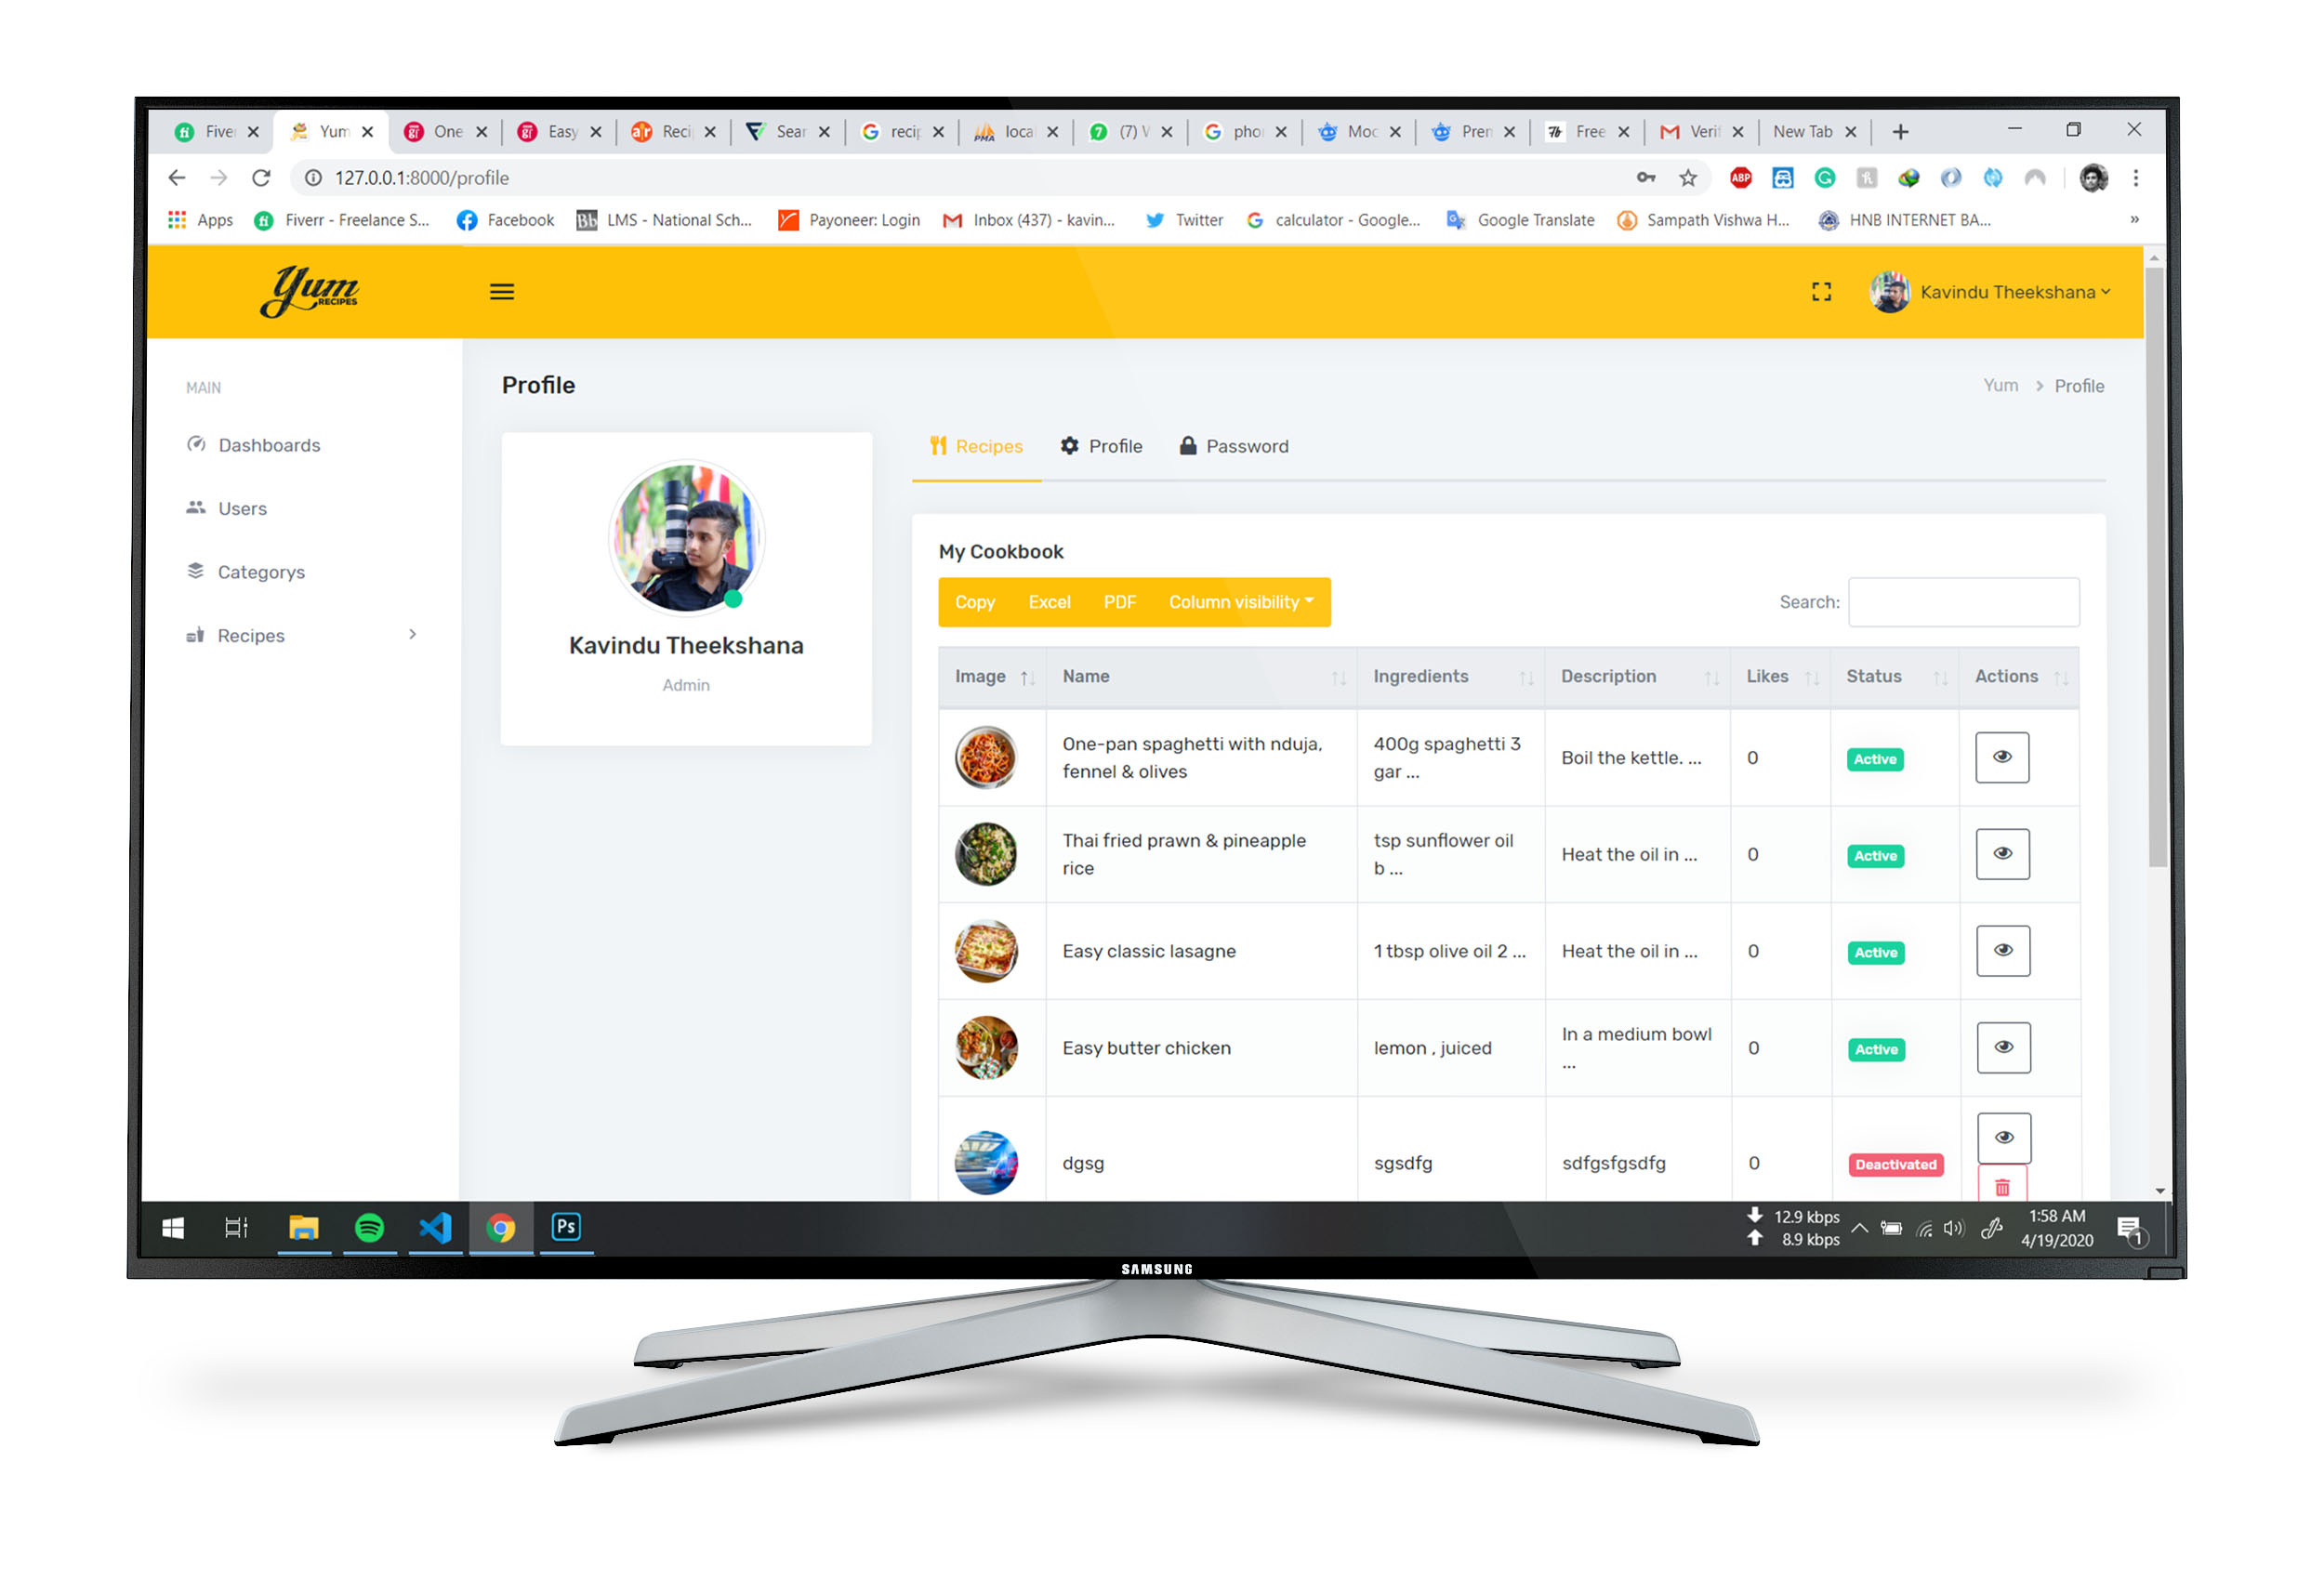 Fiver
Yum
One
Easy
Reci
Sear
recip
loca
(7) V
pho
Moc
Pren
Free
Verif
New Tab
127.0.0.1:8000/profile
ABP
Apps
Fiverr - Freelance S...
Facebook
Bb LMS - National Sch...
Payoneer: Login
Inbox (437) - kavin...
Twitter
calculator - Google...
Google Translate
Sampath Vishwa H...
HNB INTERNET BA...
»
Yum
RECIPES
Kavindu Theekshana
MAIN
Dashboards
Users
Categorys
Recipes
Profile
Yum > Profile
Kavindu Theekshana
Admin
Recipes
Profile
Password
My Cookbook
Copy Excel PDF Column visibility
Search:
Image Name Ingredients Description Likes Status Actions
One-pan spaghetti with nduja,
fennel & olives
400g spaghetti 3
gar ...
Boil the kettle. ...
0
Active
Thai fried prawn & pineapple
rice
tsp sunflower oil
b ...
Heat the oil in ...
0
Active
Easy classic lasagne
1 tbsp olive oil 2 ...
Heat the oil in ...
0
Active
Easy butter chicken
lemon , juiced
In a medium bowl
...
0
Active
dgsg
sgsdfg
sdfgsfgsdfg
0
Deactivated
Ps
12.9 kbps
8.9 kbps
1:58 AM
4/19/2020
1
SAMSUNG